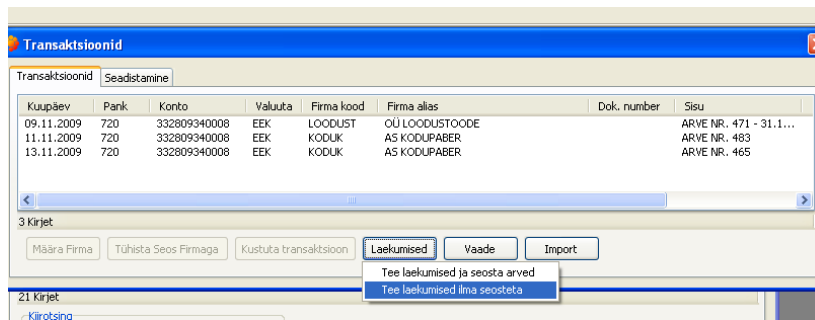 Transaktsioonid
Transaktsioonid Seadistamine
Kuupäev Pank Konto Valuuta Firma kood Firma alias Dok. number Sisu
09.11.2009 720 332809340008 EEK LOODUST OÜ LOODUSTOODE ARVE NR. 471 - 31.1...
11.11.2009 720 332809340008 EEK KODUK AS KODUPABER ARVE NR. 483
13.11.2009 720 332809340008 EEK KODUK AS KODUPABER ARVE NR. 465
3 Kirjet
Määra Firma Tühista Seos Firmaga Kustuta transaktsioon Laekumised Vaade Import
Tee laekumised ja seosta arved
Tee laekumised ilma seosteta
21 Kirjet
Kiirotsing